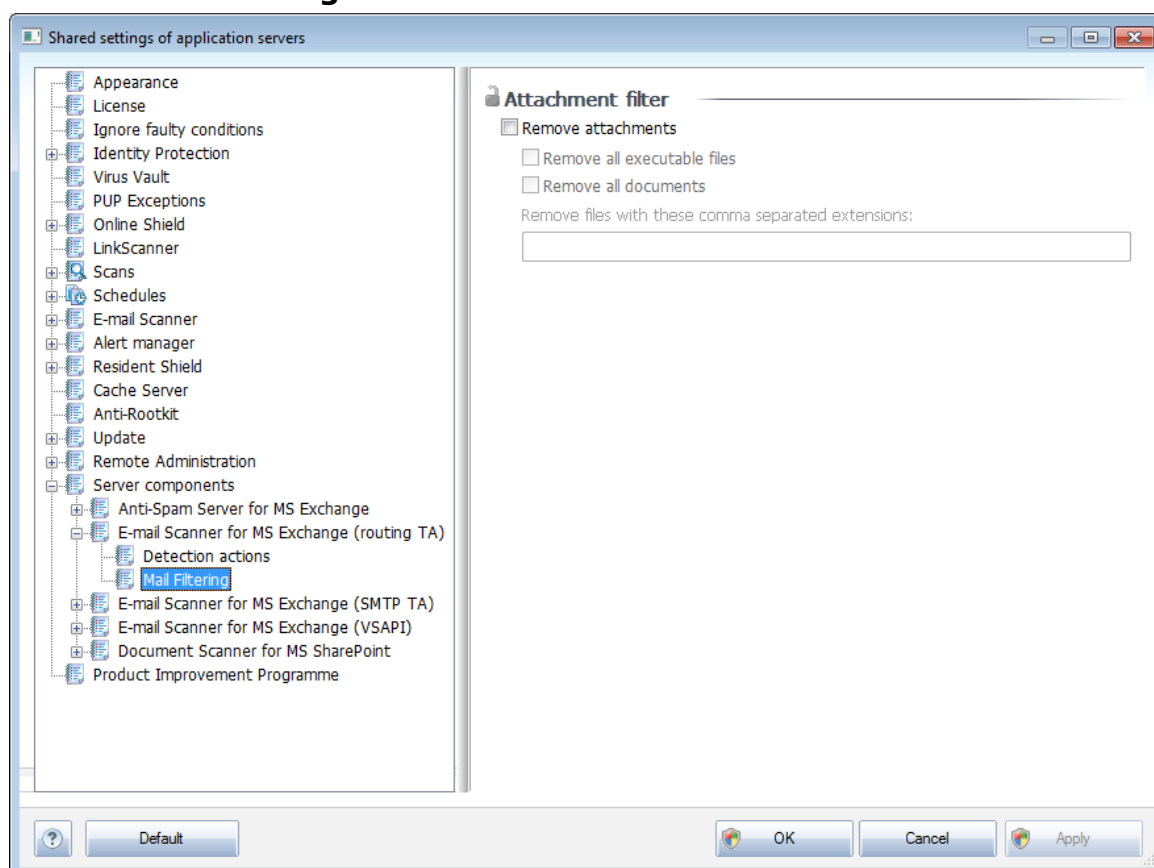 Shared settings of application servers
Appearance
License
Ignore faulty conditions
Identity Protection
Virus Vault
PUP Exceptions
Online Shield
LinkScanner
Scans
Schedules
E-mail Scanner
Alert manager
Resident Shield
Cache Server
Anti-Rootkit
Update
Remote Administration
Server components
Anti-Spam Server for MS Exchange
E-mail Scanner for MS Exchange (routing TA)
Detection actions
Mail Filtering
E-mail Scanner for MS Exchange (SMTP TA)
E-mail Scanner for MS Exchange (VSAPI)
Document Scanner for MS SharePoint
Product Improvement Programme
Attachment filter
Remove attachments
Remove all executable files
Remove all documents
Remove files with these comma separated extensions:
? Default OK Cancel Apply